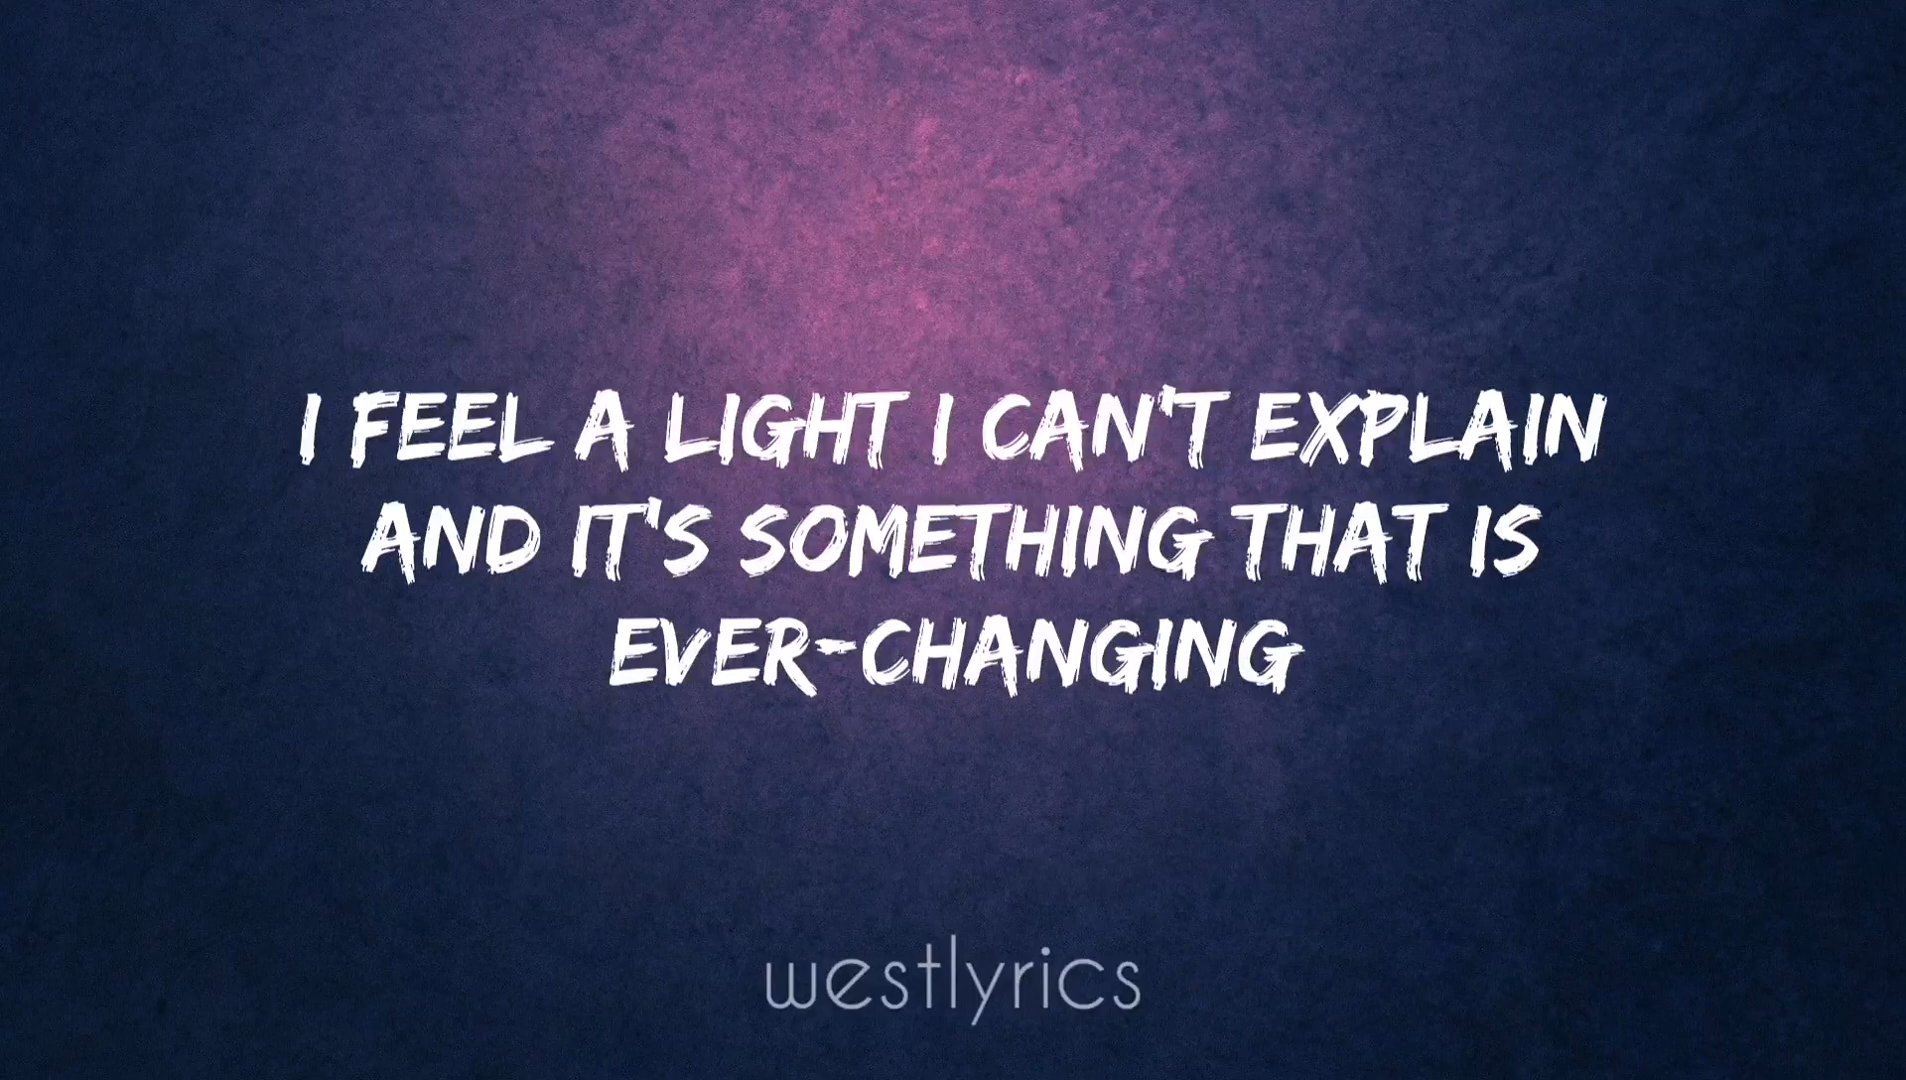 I FEEL A LIGHT I CAN'T EXPLAIN
AND IT'S SOMETHING THAT IS
EVER-CHANGING
westlyrics